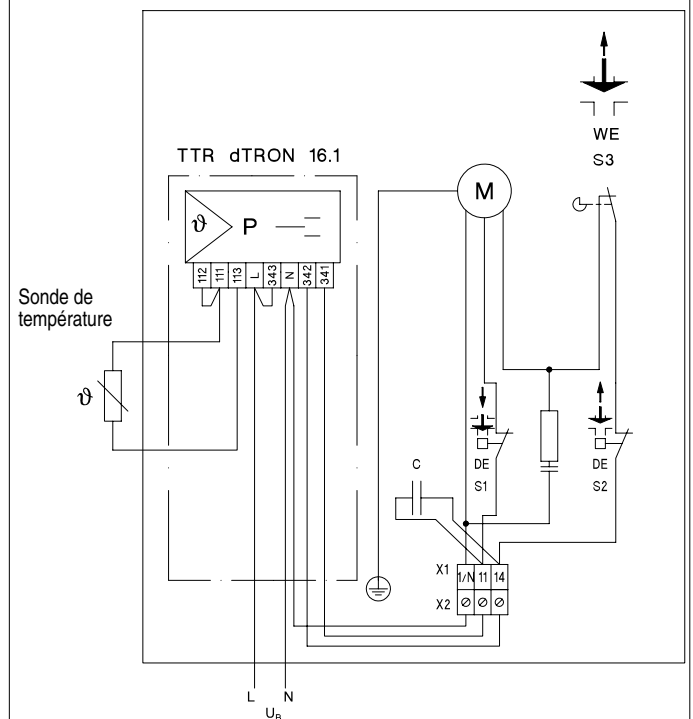 WE
S3
TTR dTRON 16.1
M
ϑ P
112 111 113 L 343 N 342 341
Sonde de
température
ϑ
DE
S1
DE
S2
C
X1 1/N 11 14
X2
L N
UB